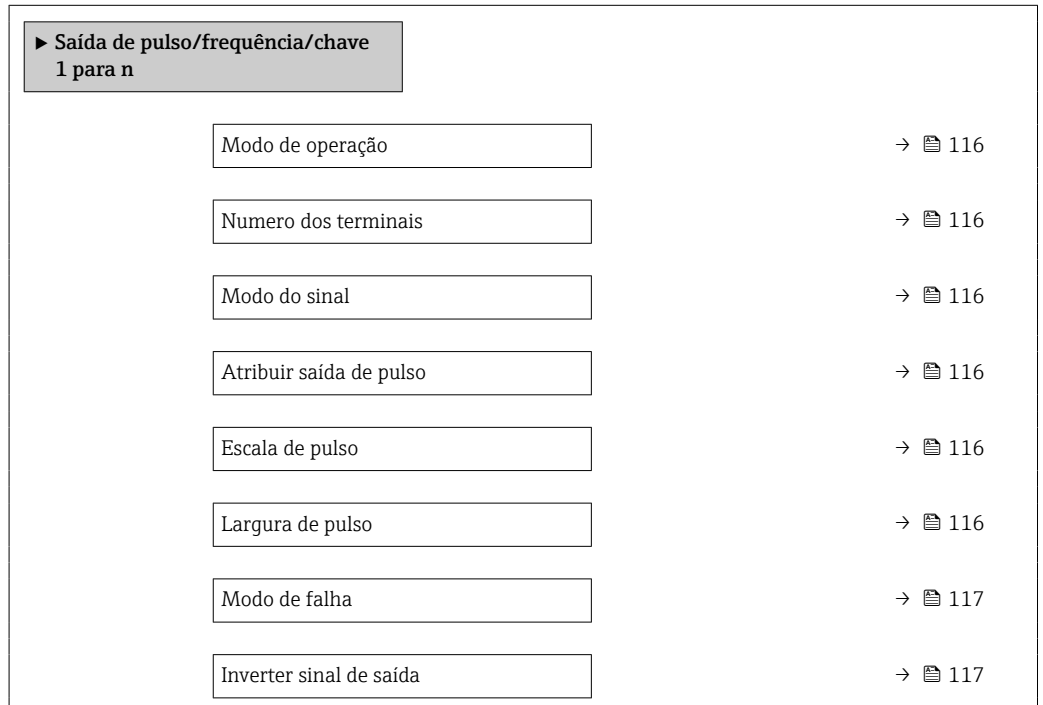 ▶ Saída de pulso/frequência/chave
1 para n
Modo de operação → 116
Numero dos terminais → 116
Modo do sinal → 116
Atribuir saída de pulso → 116
Escala de pulso → 116
Largura de pulso → 116
Modo de falha → 117
Inverter sinal de saída → 117